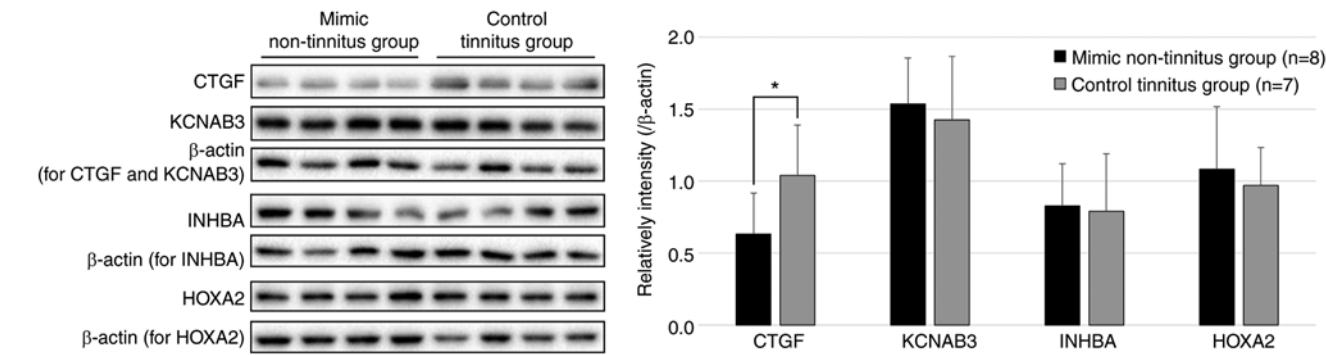 Mimic
non-tinnitus group
Control
tinnitus group
CTGF
KCNAB3
β-actin
(for CTGF and KCNAB3)
INHBA
β-actin (for INHBA)
HOXA2
β-actin (for HOXA2)
Relatively intensity (/β-actin)
2.0
1.5
1.0
0.5
0.0
*
Mimic non-tinnitus group (n=8)
Control tinnitus group (n=7)
CTGF
KCNAB3
INHBA
HOXA2